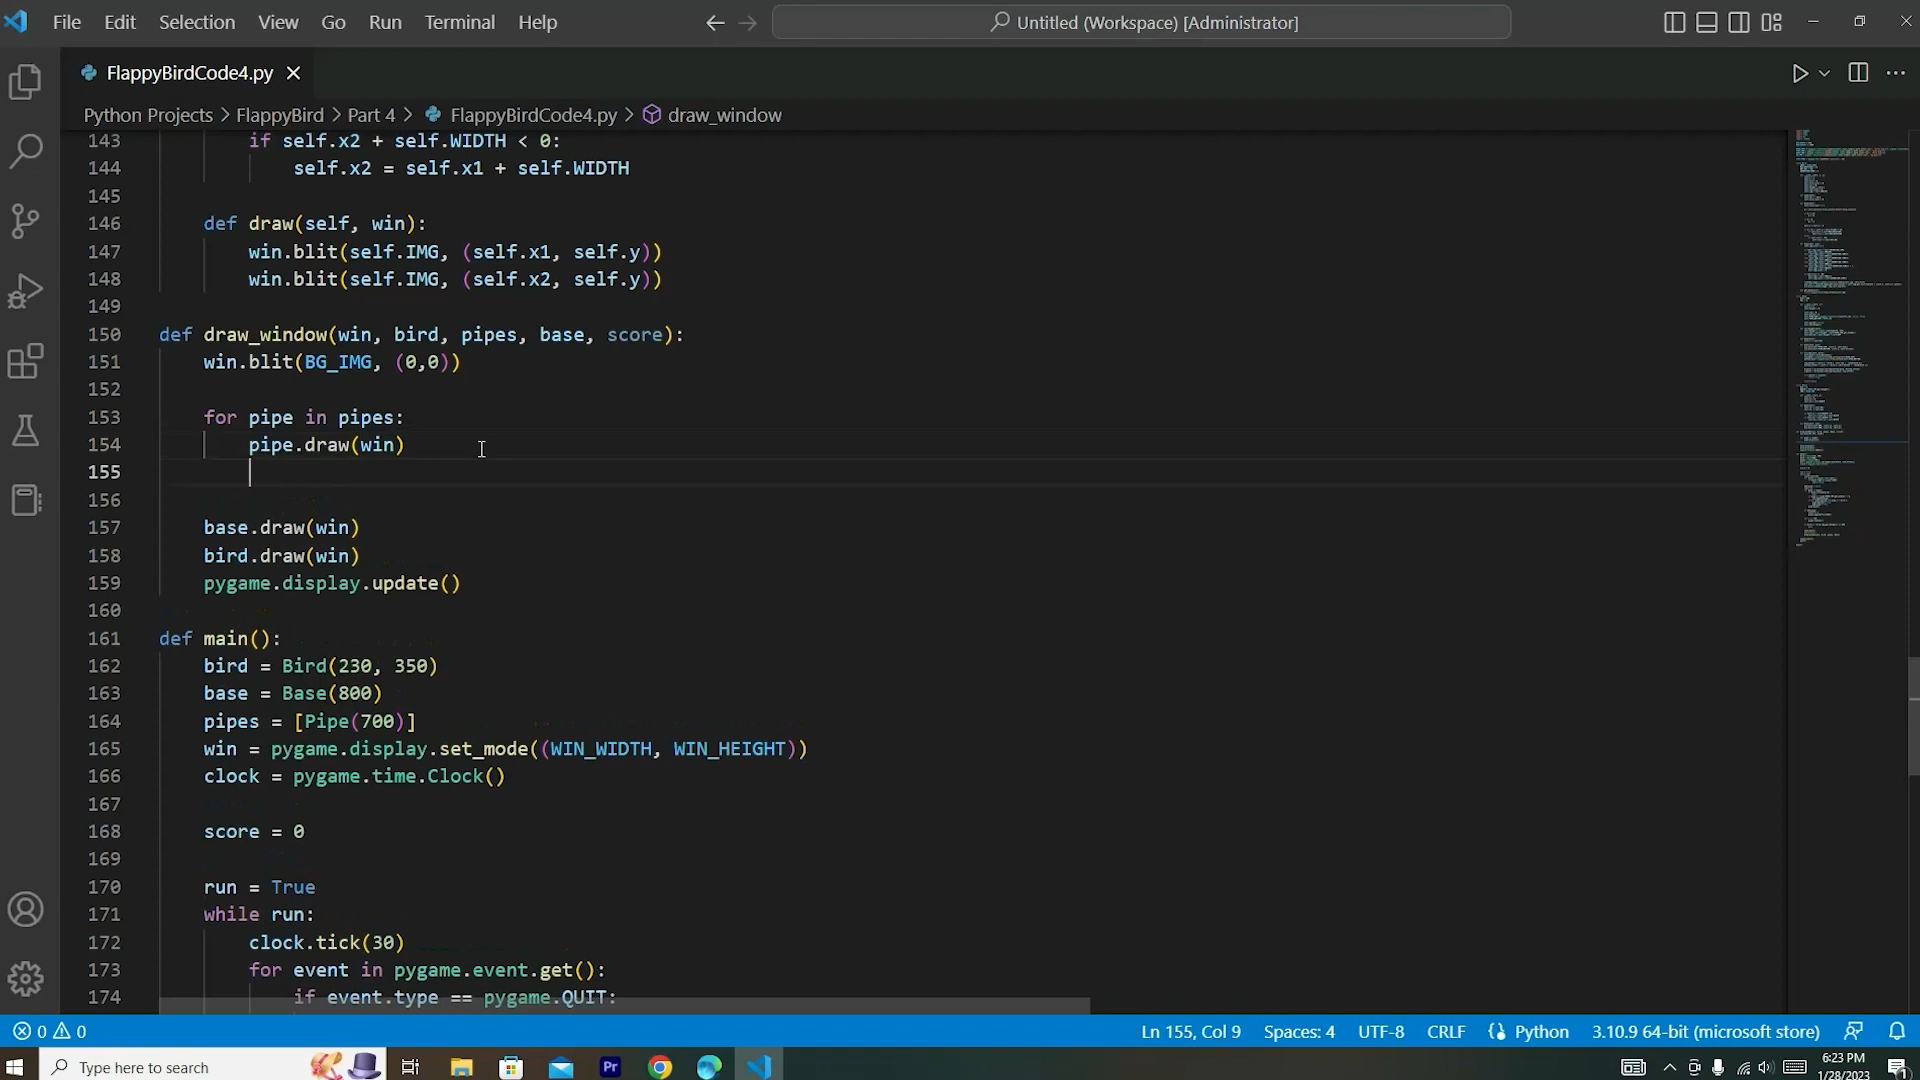 File Edit Selection View Go Run Terminal Help
Untitled (Workspace) [Administrator]
FlappyBirdCode4.py
Python Projects > FlappyBird > Part 4 > FlappyBirdCode4.py > draw_window
143 if self.x2 + self.WIDTH < 0:
144 self.x2 = self.x1 + self.WIDTH
145
146 def draw(self, win):
147 win.blit(self.IMG, (self.x1, self.y))
148 win.blit(self.IMG, (self.x2, self.y))
149
150 def draw_window(win, bird, pipes, base, score):
151 win.blit(BG_IMG, (0,0))
152
153 for pipe in pipes:
154 pipe.draw(win)
155
156
157 base.draw(win)
158 bird.draw(win)
159 pygame.display.update()
160
161 def main():
162 bird = Bird(230, 350)
163 base = Base(800)
164 pipes = [Pipe(700)]
165 win = pygame.display.set_mode((WIN_WIDTH, WIN_HEIGHT))
166 clock = pygame.time.Clock()
167
168 score = 0
169
170 run = True
171 while run:
172 clock.tick(30)
173 for event in pygame.event.get():
174 if event.type == pygame.QUIT:
0 0 Ln 155, Col 9 Spaces: 4 UTF-8 CRLF Python 3.10.9 64-bit (microsoft store)
Type here to search
Pr
6:23 PM
1/28/2023
1